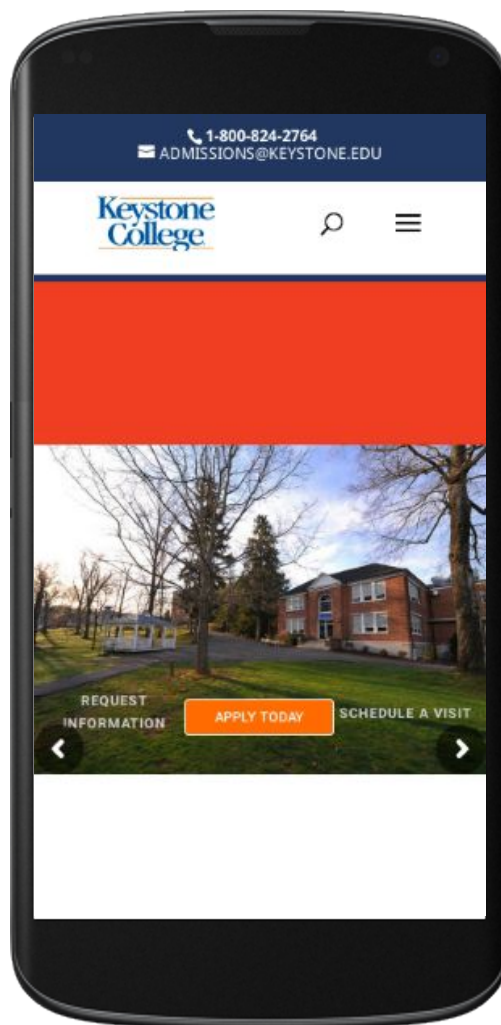 1-800-824-2764
ADMISSIONS@KEYSTONE.EDU
Keystone
College
REQUEST
INFORMATION
APPLY TODAY
SCHEDULE A VISIT